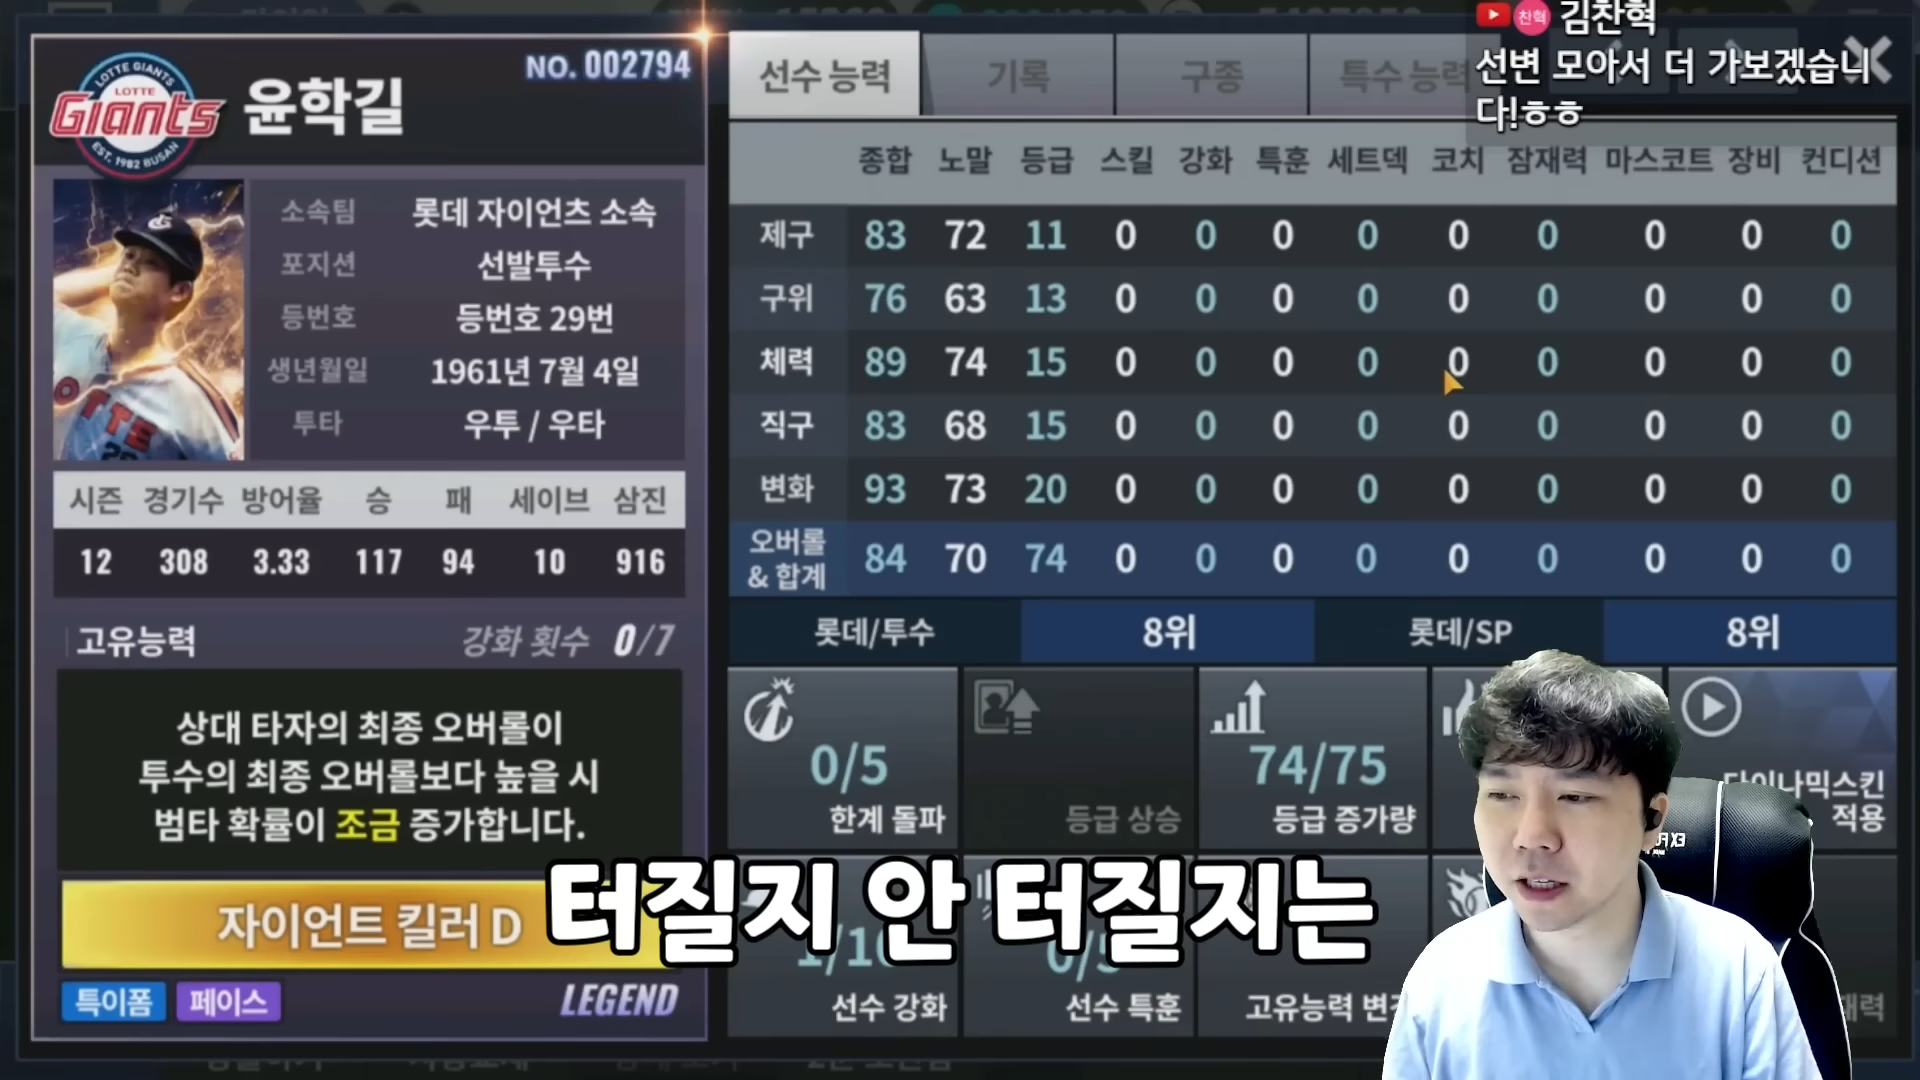 NO. 002794
LOTTE GIANTS
LOTTE
Giants
EST. 1982 BUSAN
윤학길
소속팀 롯데 자이언츠 소속
포지션 선발투수
등번호 등번호 29번
생년월일 1961년 7월 4일
투타 우투 / 우타
시즌 경기수 방어율 승 패 세이브 삼진
12 308 3.33 117 94 10 916
고유능력 강화 횟수 0/7
상대 타자의 최종 오버롤이
투수의 최종 오버롤보다 높을 시
범타 확률이 조금 증가합니다.
자이언트 킬러 D
특이폼 페이스 LEGEND
선수 능력 기록 구종 특수 능력
찬혁 김찬혁
선변 모아서 더 가보겠습니
다!ㅎㅎ
종합 노말 등급 스킬 강화 특훈 세트덱 코치 잠재력 마스코트 장비 컨디션
제구 83 72 11 0 0 0 0 0 0 0 0 0
구위 76 63 13 0 0 0 0 0 0 0 0 0
체력 89 74 15 0 0 0 0 0 0 0 0 0
직구 83 68 15 0 0 0 0 0 0 0 0 0
변화 93 73 20 0 0 0 0 0 0 0 0 0
오버롤
& 합계 84 70 74 0 0 0 0 0 0 0 0 0
롯데/투수 8위 롯데/SP 8위
0/5
한계 돌파
등급 상승
74/75
등급 증가량
다이나믹스킨
적용
터질지 안 터질지는
1/10
선수 강화
0/5
선수 특훈
고유능력 변경